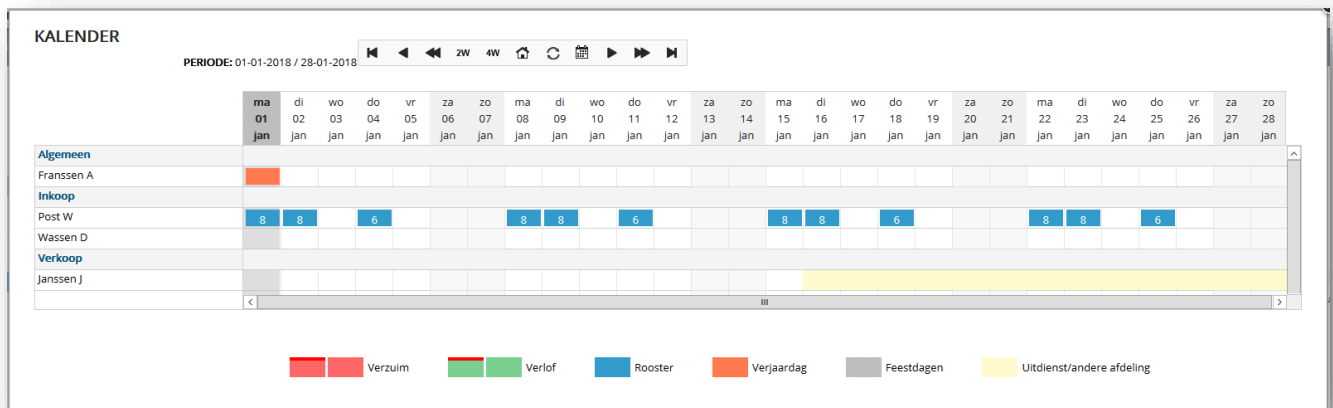 KALENDER
PERIODE: 01-01-2018 / 28-01-2018 2W 4W
ma di wo do vr za zo ma di wo do vr za zo ma di wo do vr za zo ma di wo do vr za zo
01 02 03 04 05 06 07 08 09 10 11 12 13 14 15 16 17 18 19 20 21 22 23 24 25 26 27 28
jan jan jan jan jan jan jan jan jan jan jan jan jan jan jan jan jan jan jan jan jan jan jan jan jan jan jan jan
Algemeen
Franssen A
Inkoop
Post W 8 8 6 8 8 6 8 8 6 8 8 6
Wassen D
Verkoop
Janssen J
Verzuim Verlof Rooster Verjaardag Feestdagen Uitdienst/andere afdeling